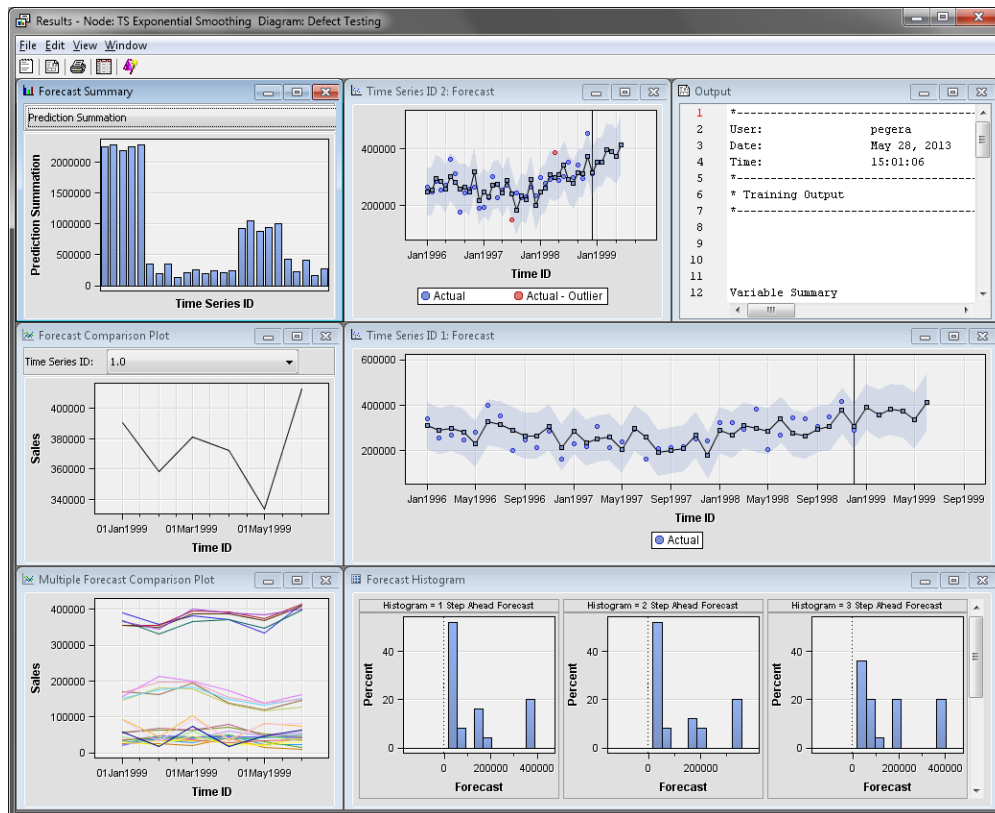 Results - Node: TS Exponential Smoothing Diagram: Defect Testing
File Edit View Window
Forecast Summary
Prediction Summation
Prediction Summation
2000000
1500000
1000000
500000
0
Time Series ID
Time Series ID 2: Forecast
400000
200000
Jan1996 Jan1997 Jan1998 Jan1999
Time ID
Actual Actual - Outlier
Output
1 *------------------------------------
2 User: pegera
3 Date: May 28, 2013
4 Time: 15:01:06
5 *------------------------------------
6 * Training Output
7 *------------------------------------
8
9
10
11
12 Variable Summary
Forecast Comparison Plot
Time Series ID: 1.0
Sales
400000
380000
360000
340000
01Jan1999 01Mar1999 01May1999
Time ID
Time Series ID 1: Forecast
600000
400000
200000
Jan1996 May1996 Sep1996 Jan1997 May1997 Sep1997 Jan1998 May1998 Sep1998 Jan1999 May1999 Sep1999
Time ID
Actual
Multiple Forecast Comparison Plot
Sales
400000
300000
200000
100000
0
01Jan1999 01Mar1999 01May1999
Time ID
Forecast Histogram
Histogram = 1 Step Ahead Forecast
Percent
40
20
0
0 200000 400000
Forecast
Histogram = 2 Step Ahead Forecast
Percent
40
20
0
0 200000
Forecast
Histogram = 3 Step Ahead Forecast
Percent
40
20
0
0 200000 400000
Forecast